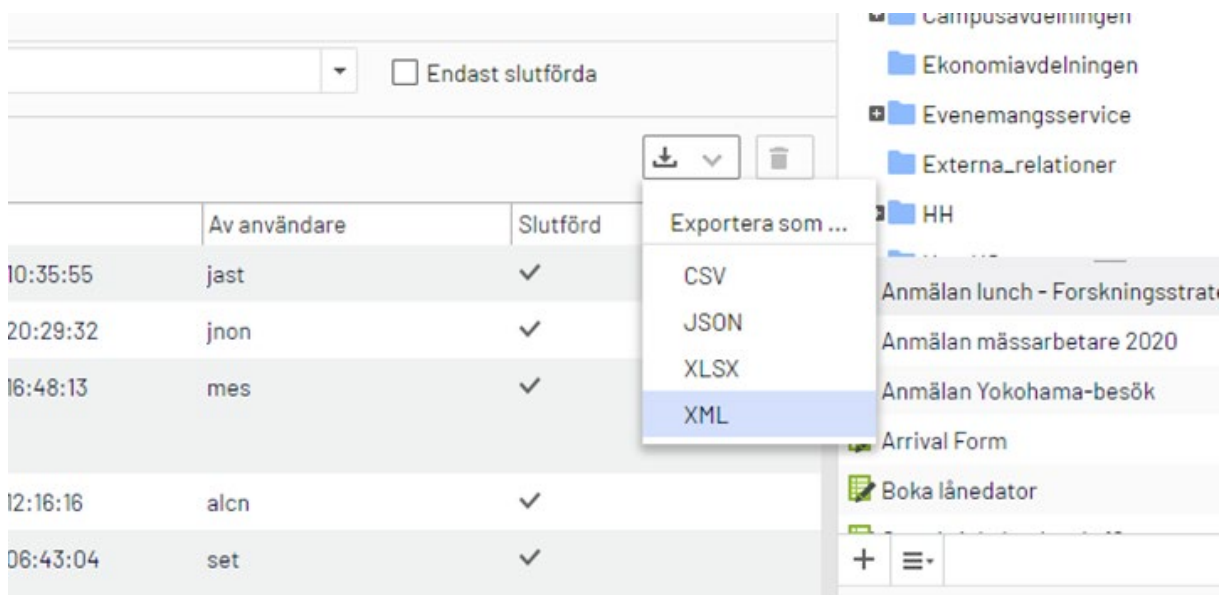 Campusavdelningen
Endast slutförda
Ekonomiavdelningen
Evenemangsservice
Externa_relationer
HH
Av användare
Slutförd
Exportera som ...
CSV
JSON
XLSX
XML
10:35:55 jast
20:29:32 jnon
16:48:13 mes
12:16:16 alcn
06:43:04 set
Anmälan lunch - Forskningsstrate
Anmälan mässarbetare 2020
Anmälan Yokohama-besök
Arrival Form
Boka lånedator